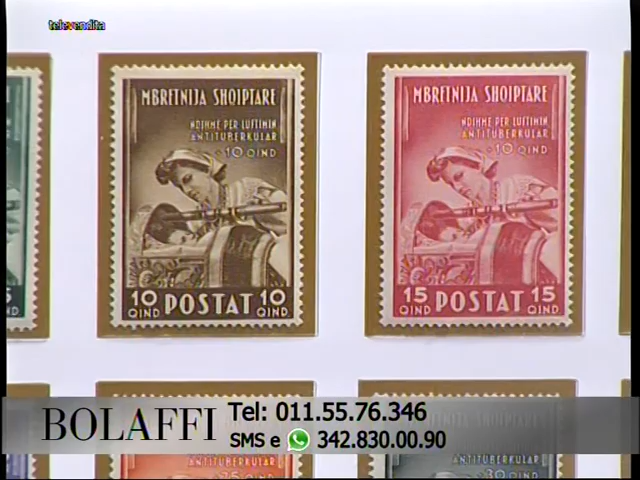 televendita
MBRETNIJA SHQIPTARE
NDIHME PER LUFTIMIN
ANTITUBERKULAR
+10 QIND
10 POSTAT 10
QIND QIND
MBRETNIJA SHQIPTARE
NDIHME PER LUFTIMIN
ANTITUBERKULAR
+10 QIND
15 POSTAT 15
QIND QIND
ANTITUBERKULAR
ANTITUBERKULAR
+30 QIND
BOLAFFI
Tel: 011.55.76.346
SMS e 342.830.00.90